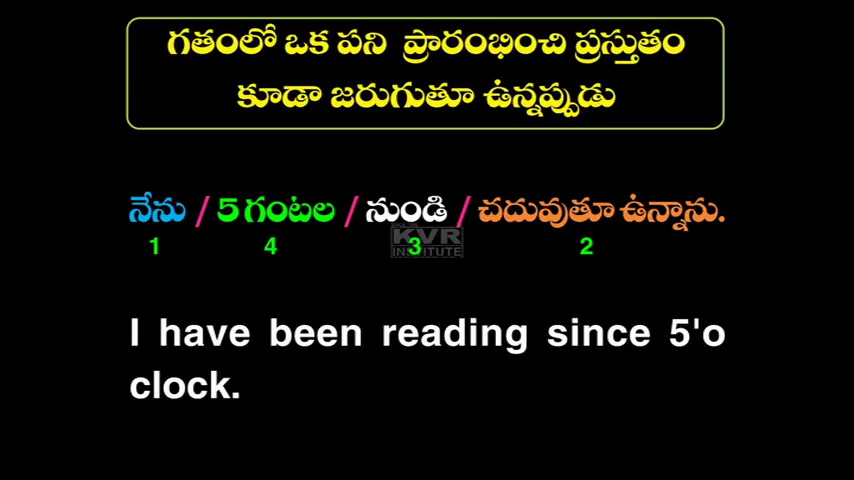 గతంలో ఒక పని ప్రారంభించి ప్రస్తుతం
కూడా జరుగుతూ ఉన్నప్పుడు
నేను / 5 గంటల / నుండి / చదువుతూ ఉన్నాను.
1 4 3 2
KVR
INSTITUTE
I have been reading since 5'o
clock.